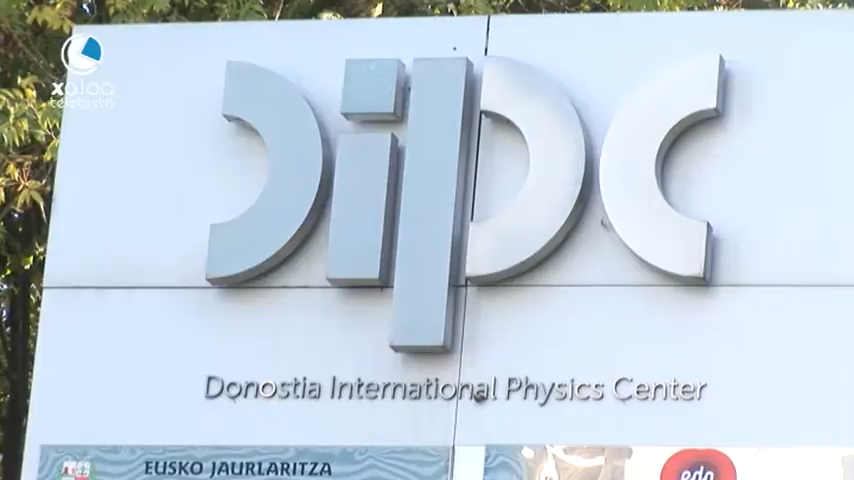 xaloa
telebista
dipc
Donostia International Physics Center
EUSKO JAURLARITZA